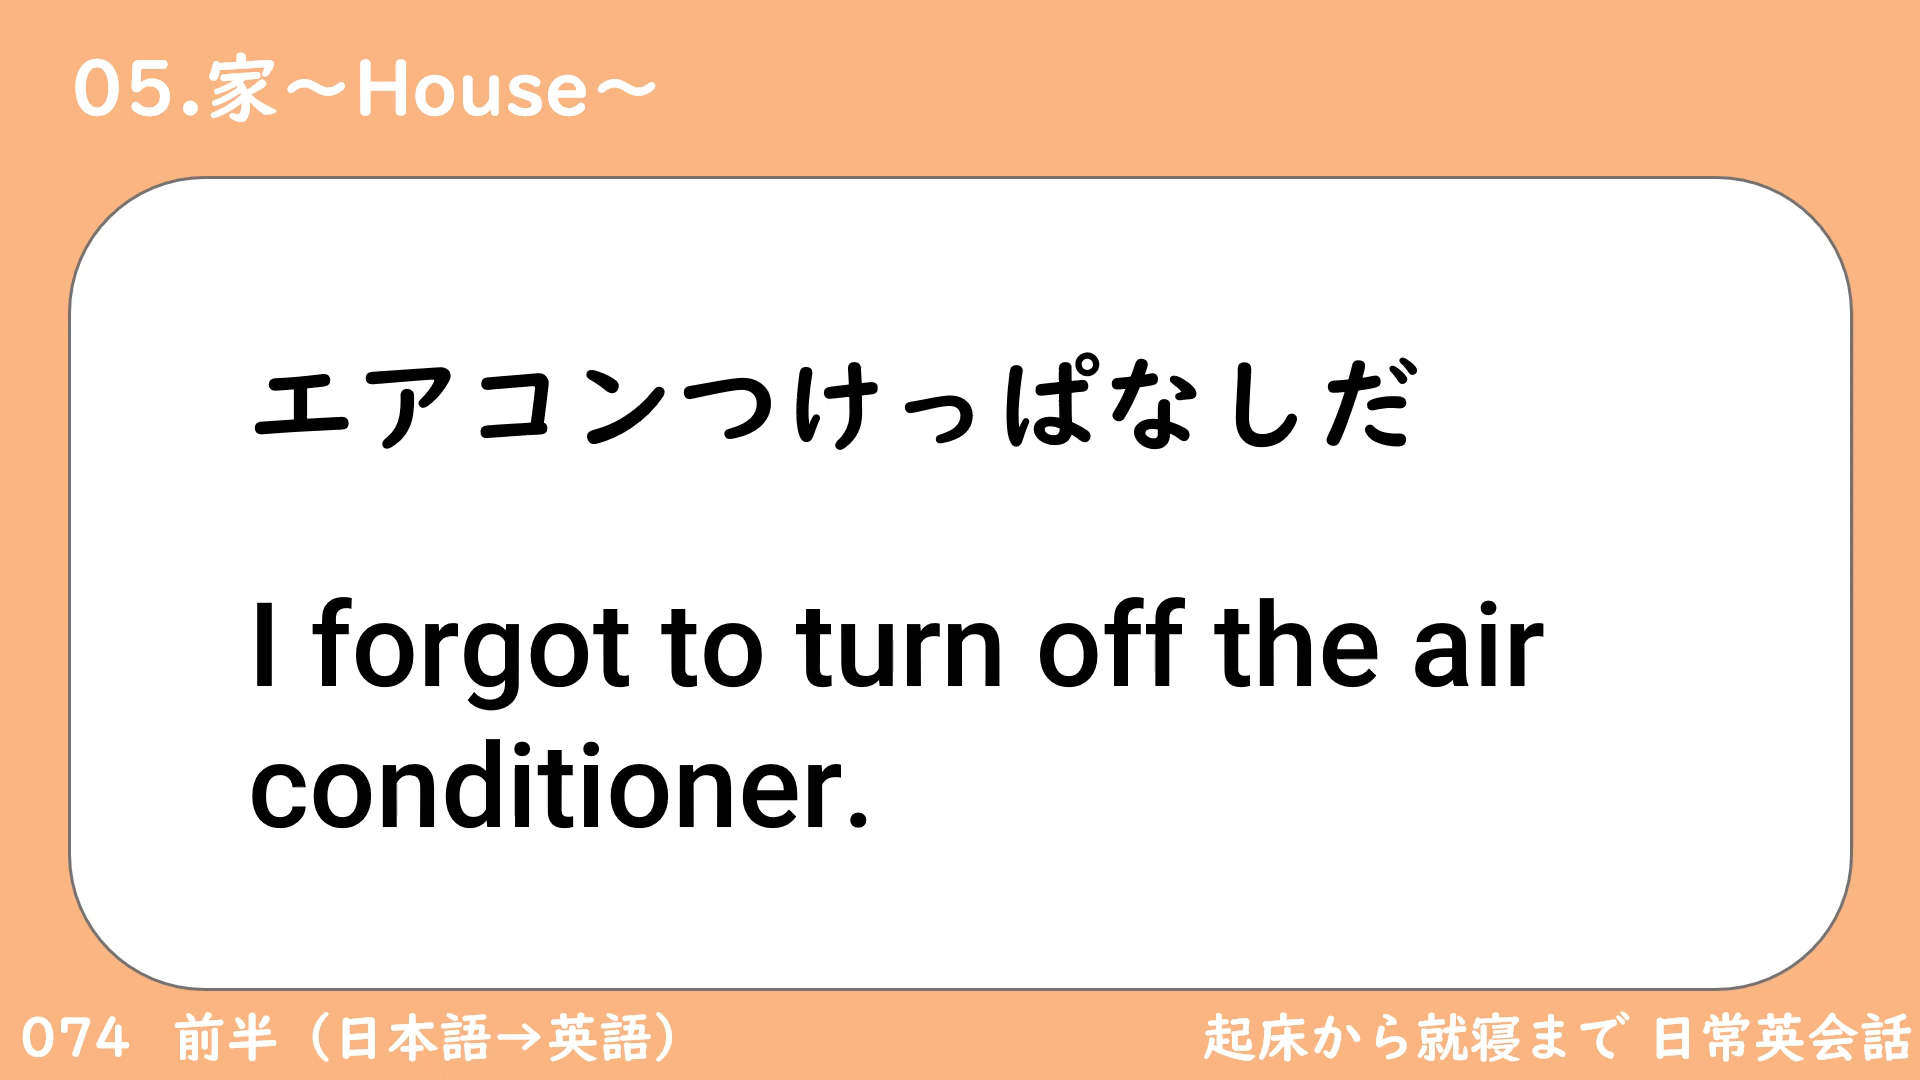 05.家～House～
エアコンつけっぱなしだ
I forgot to turn off the air
conditioner.
074 前半（日本語→英語）
起床から就寝まで 日常英会話